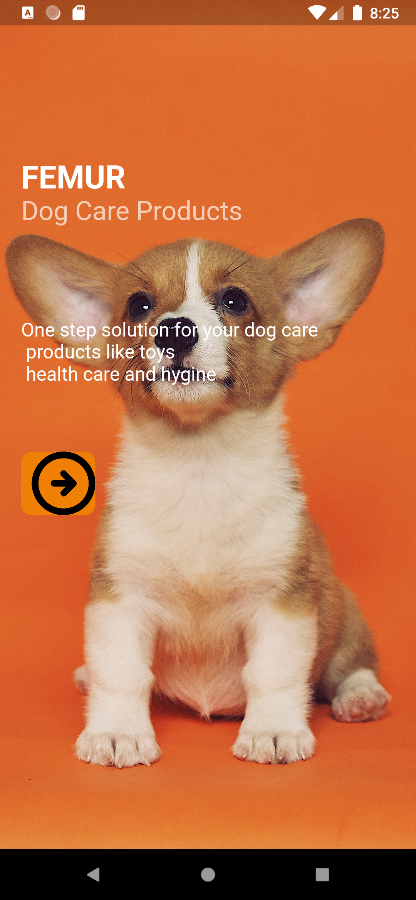 8:25
FEMUR
Dog Care Products
One step solution for your dog care
products like toys
health care and hygine